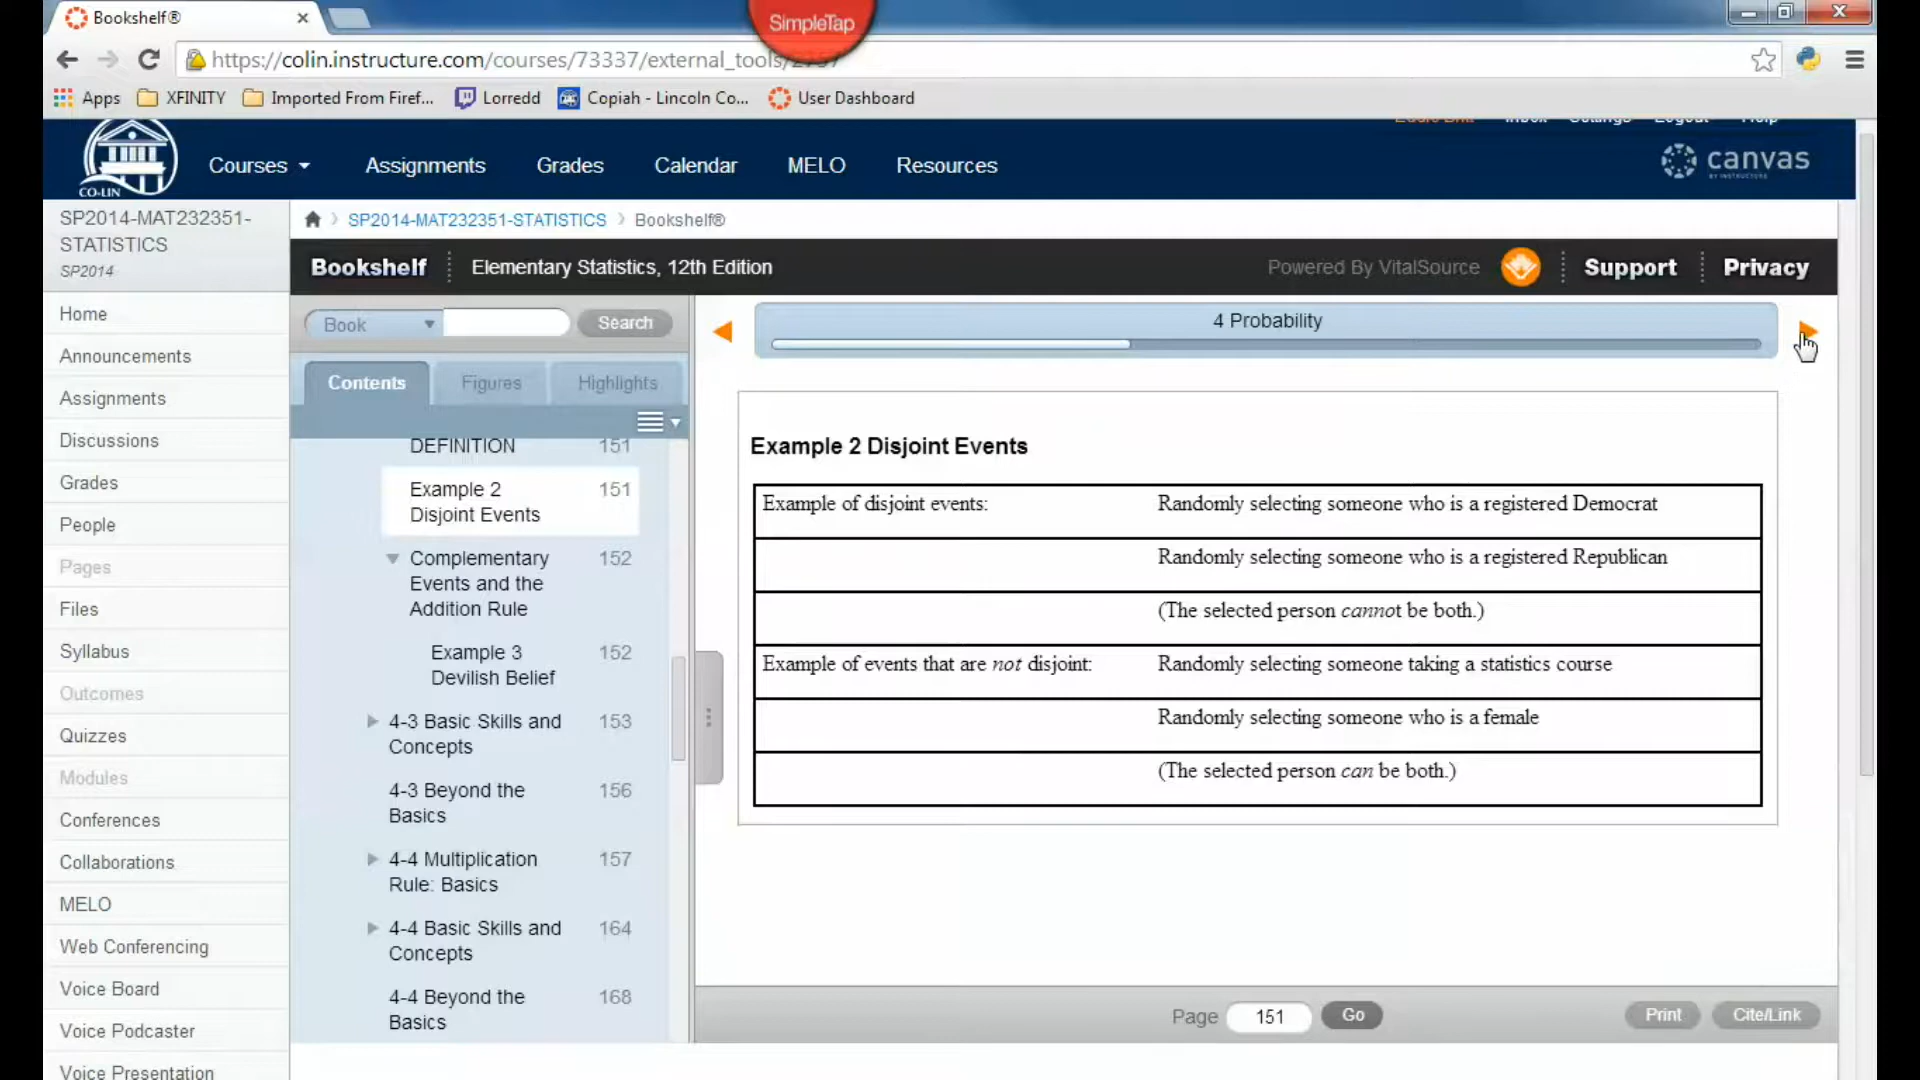 Bookshelf®
SimpleTap
https://colin.instructure.com/courses/73337/external_tools/2757
Apps XFINITY Imported From Firef... Lorredd Copiah - Lincoln Co... User Dashboard
Inbox Settings Logout Help
CO-LIN
Courses Assignments Grades Calendar MELO Resources
canvas
BY INSTRUCTURE
SP2014-MAT232351-
STATISTICS
SP2014
SP2014-MAT232351-STATISTICS Bookshelf®
Bookshelf Elementary Statistics, 12th Edition Powered By VitalSource Support Privacy
Home
Announcements
Assignments
Discussions
Grades
People
Pages
Files
Syllabus
Outcomes
Quizzes
Modules
Conferences
Collaborations
MELO
Web Conferencing
Voice Board
Voice Podcaster
Voice Presentation
Book Search
Contents Figures Highlights
DEFINITION 151
Example 2 151
Disjoint Events
Complementary 152
Events and the
Addition Rule
Example 3 152
Devilish Belief
4-3 Basic Skills and 153
Concepts
4-3 Beyond the 156
Basics
4-4 Multiplication 157
Rule: Basics
4-4 Basic Skills and 164
Concepts
4-4 Beyond the 168
Basics
4 Probability
Example 2 Disjoint Events
Example of disjoint events: Randomly selecting someone who is a registered Democrat
Randomly selecting someone who is a registered Republican
(The selected person cannot be both.)
Example of events that are not disjoint: Randomly selecting someone taking a statistics course
Randomly selecting someone who is a female
(The selected person can be both.)
Page 151 Go Print Cite/Link